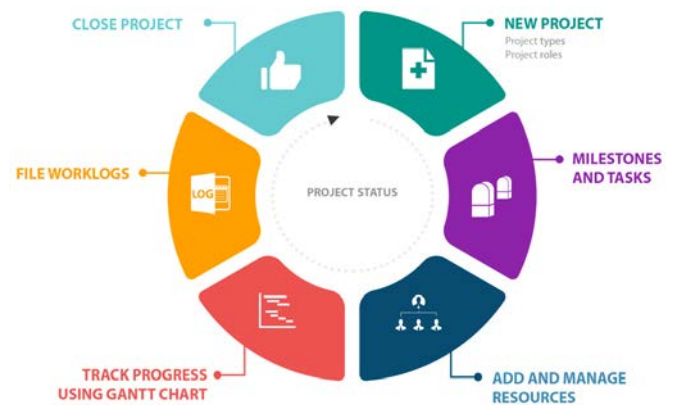 CLOSE PROJECT
NEW PROJECT
Project types
Project roles
FILE WORKLOGS
LOG
PROJECT STATUS
MILESTONES
AND TASKS
TRACK PROGRESS
USING GANTT CHART
ADD AND MANAGE
RESOURCES